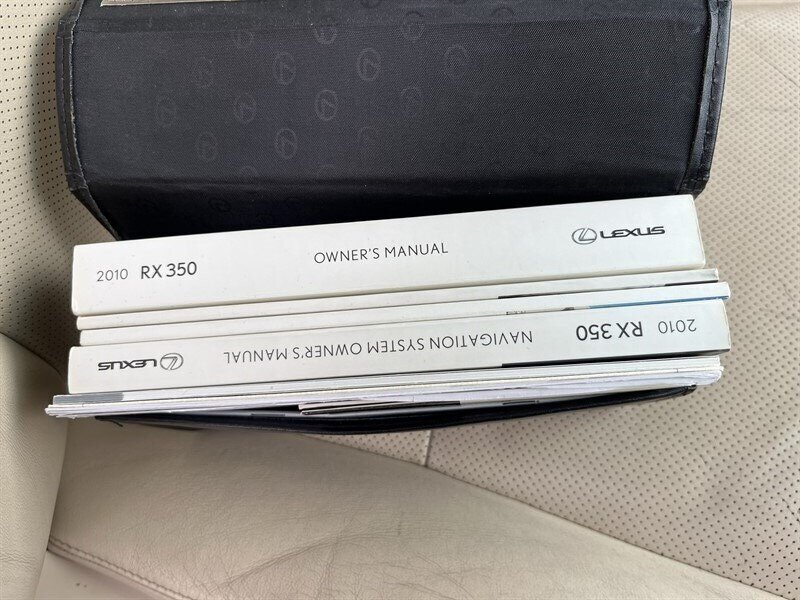 2010 RX 350 OWNER'S MANUAL LEXUS
2010 RX 350 NAVIGATION SYSTEM OWNER'S MANUAL LEXUS